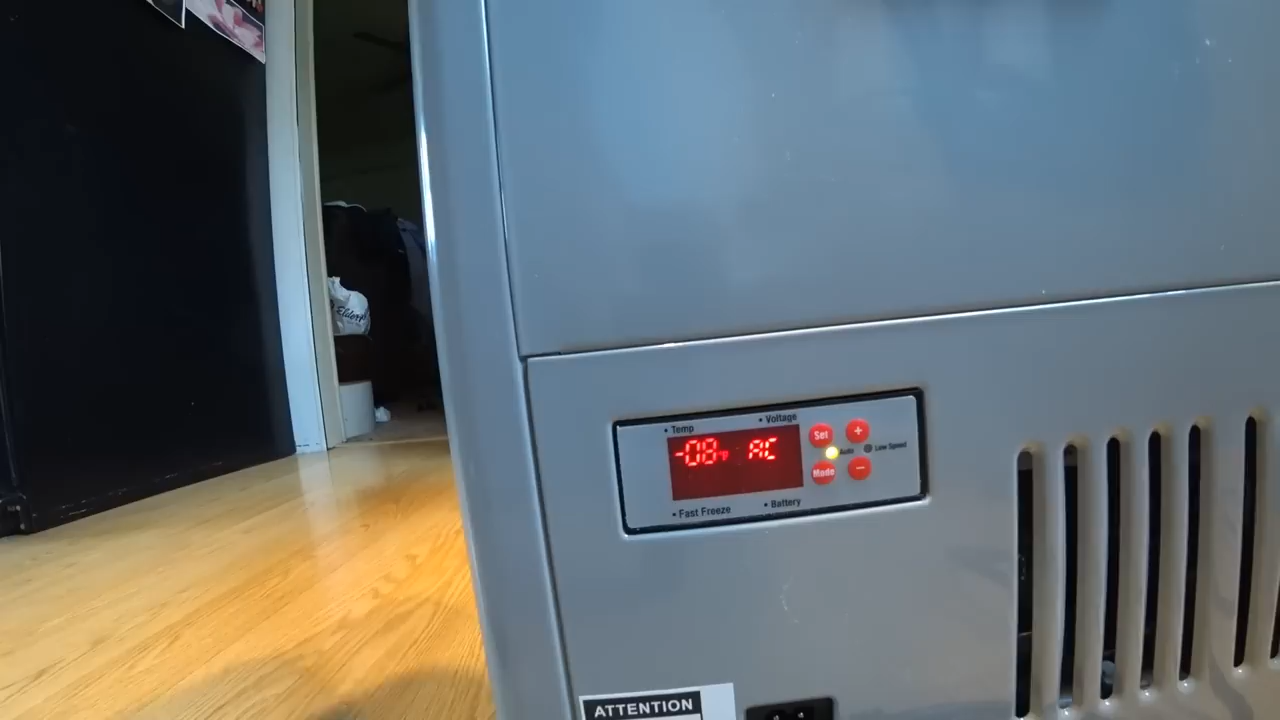 • Temp • Voltage
-08°F AC
• Fast Freeze • Battery
Set +
Auto Low Speed
Mode -
ATTENTION